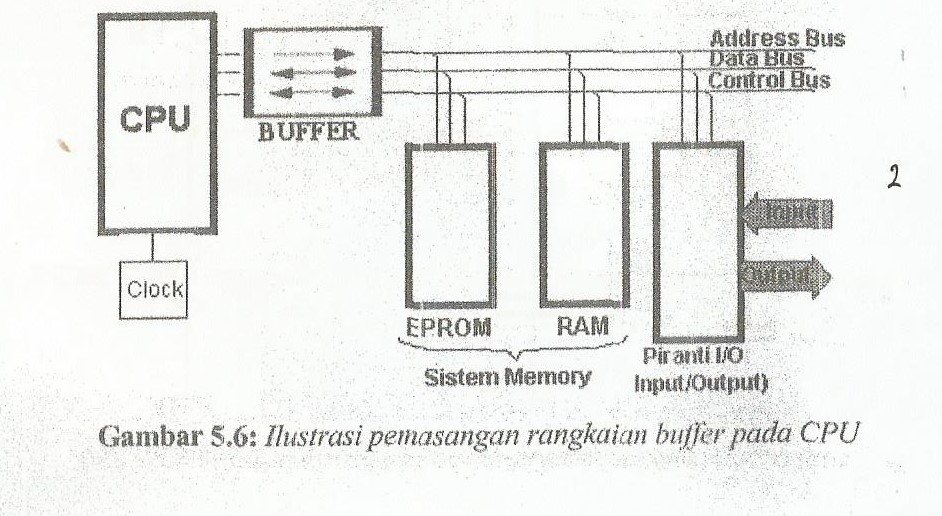 Address Bus
Data Bus
Control Bus
CPU
BUFFER
2
Input
Clock
Output
EPROM
RAM
Piranti I/O
Input/Output)
Sistem Memory
Gambar 5.6: Ilustrasi pemasangan rangkaian buffer pada CPU